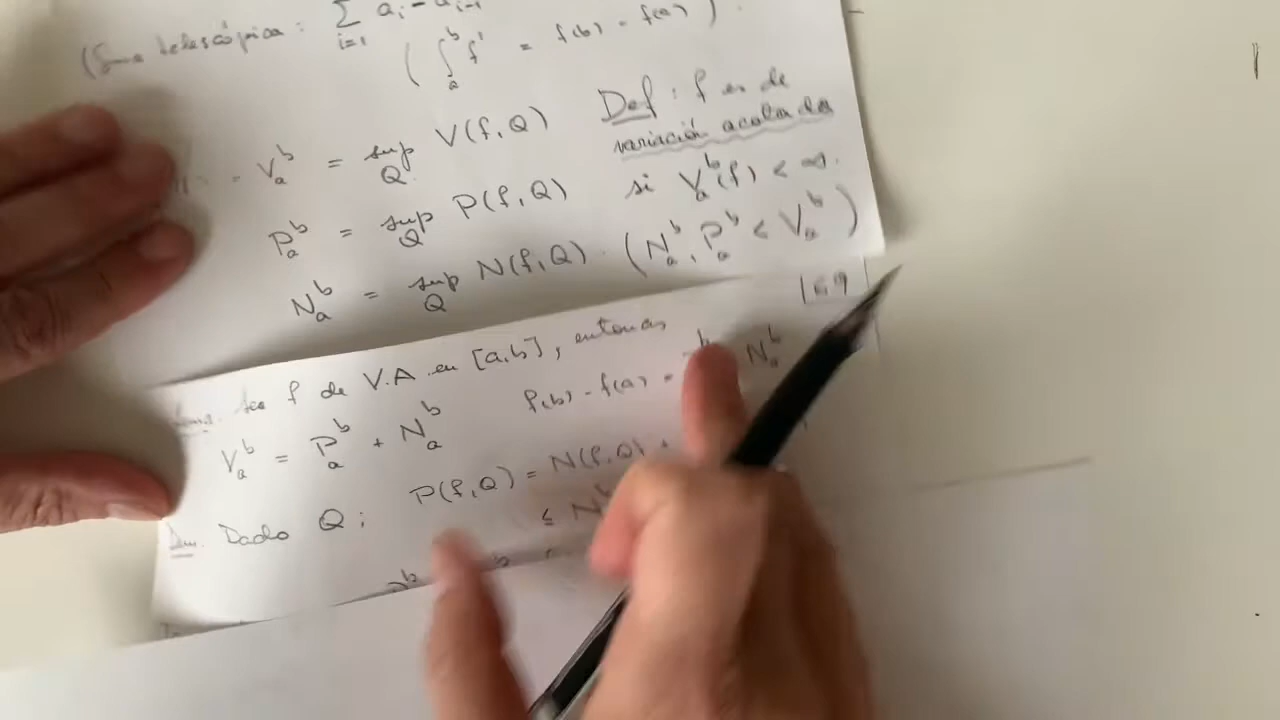 (Suma telescópica: ∑ i=1 a_i - a_{i-1}
( ∫_a^b f' = f(b) - f(a) ).
V_a^b = sup_Q V(f,Q)
P_a^b = sup_Q P(f,Q)
N_a^b = sup_Q N(f,Q).
Def: f es de
variación acotada
si V_a^b(f) < ∞.
(N_a^b, P_a^b < V_a^b)
Sea f de V.A en [a,b], entonces
V_a^b = P_a^b + N_a^b f(b) - f(a) = N_a^b
Dem. Dado Q; P(f,Q) = N(f,Q) +
≤ N^b